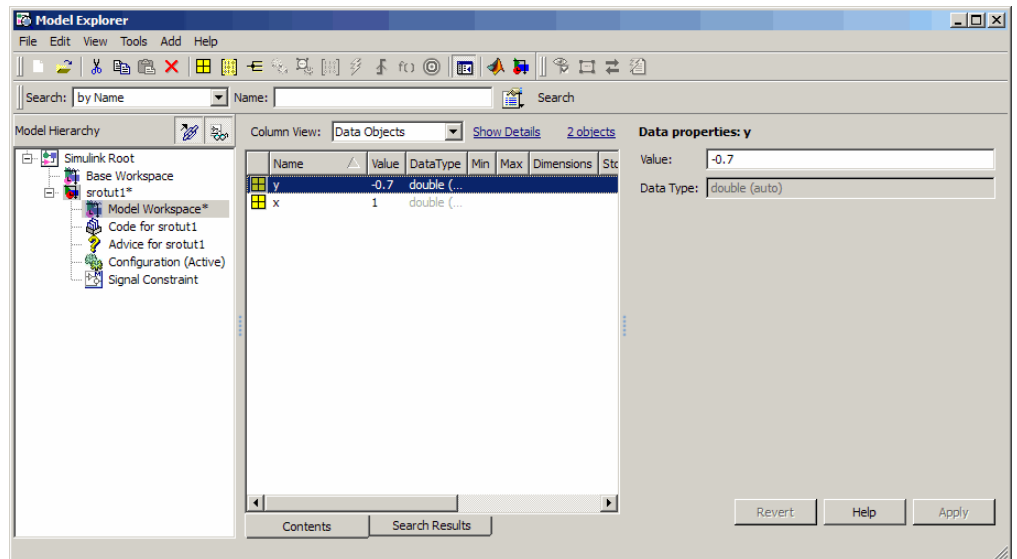 Model Explorer
File Edit View Tools Add Help
f()
Search: by Name Name: Search
Model Hierarchy
Simulink Root
Base Workspace
srotut1*
Model Workspace*
Code for srotut1
Advice for srotut1
Configuration (Active)
Signal Constraint
Column View: Data Objects Show Details 2 objects
Name Value DataType Min Max Dimensions Stc
y -0.7 double (...
x 1 double (...
Contents Search Results
Data properties: y
Value: -0.7
Data Type: double (auto)
Revert Help Apply